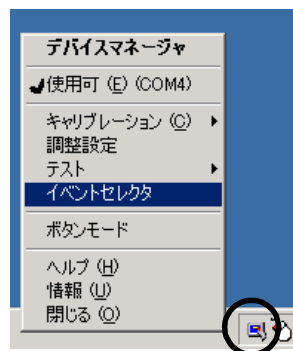 デバイスマネージャ
使用可 (E) (COM4)
キャリブレーション (C)
調整設定
テスト
イベントセレクタ
ボタンモード
ヘルプ (H)
情報 (U)
閉じる (O)